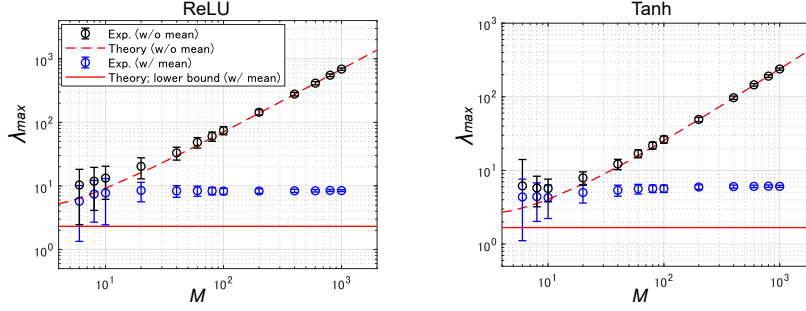 ReLU
Exp. (w/o mean)
Theory (w/o mean)
Exp. (w/ mean)
Theory; lower bound (w/ mean)
λmax
10^3
10^2
10^1
10^0
10^1
10^2
10^3
M
Tanh
λmax
10^3
10^2
10^1
10^0
10^1
10^2
10^3
M